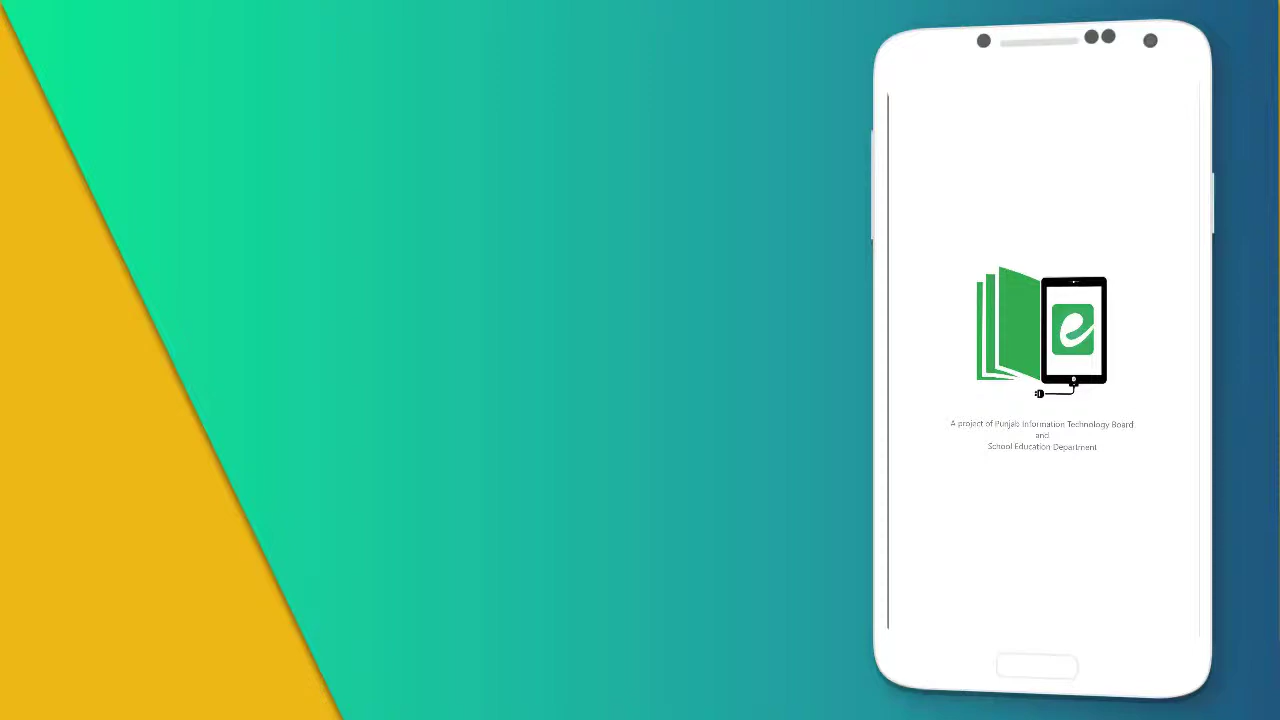 e
A project of Punjab Information Technology Board
and
School Education Department